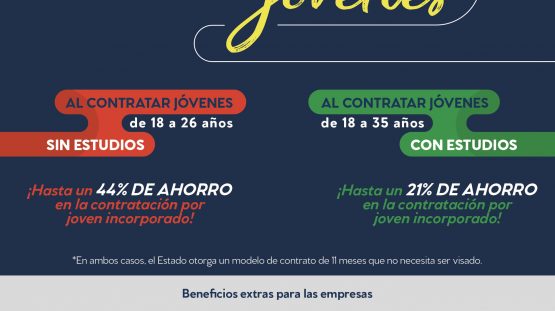 jóvenes
AL CONTRATAR JÓVENES
de 18 a 26 años
SIN ESTUDIOS
¡Hasta un 44% DE AHORRO
en la contratación por
joven incorporado!
AL CONTRATAR JÓVENES
de 18 a 35 años
CON ESTUDIOS
¡Hasta un 21% DE AHORRO
en la contratación por
joven incorporado!
*En ambos casos, el Estado otorga un modelo de contrato de 11 meses que no necesita ser visado.
Beneficios extras para las empresas